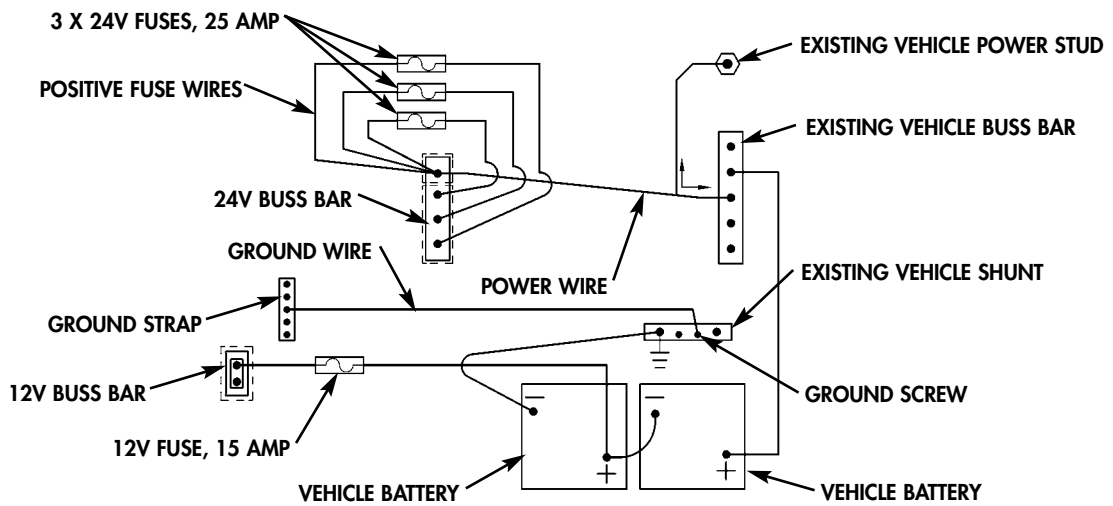 3 X 24V FUSES, 25 AMP
EXISTING VEHICLE POWER STUD
POSITIVE FUSE WIRES
EXISTING VEHICLE BUSS BAR
24V BUSS BAR
GROUND WIRE
POWER WIRE
EXISTING VEHICLE SHUNT
GROUND STRAP
12V BUSS BAR
GROUND SCREW
12V FUSE, 15 AMP
VEHICLE BATTERY
VEHICLE BATTERY